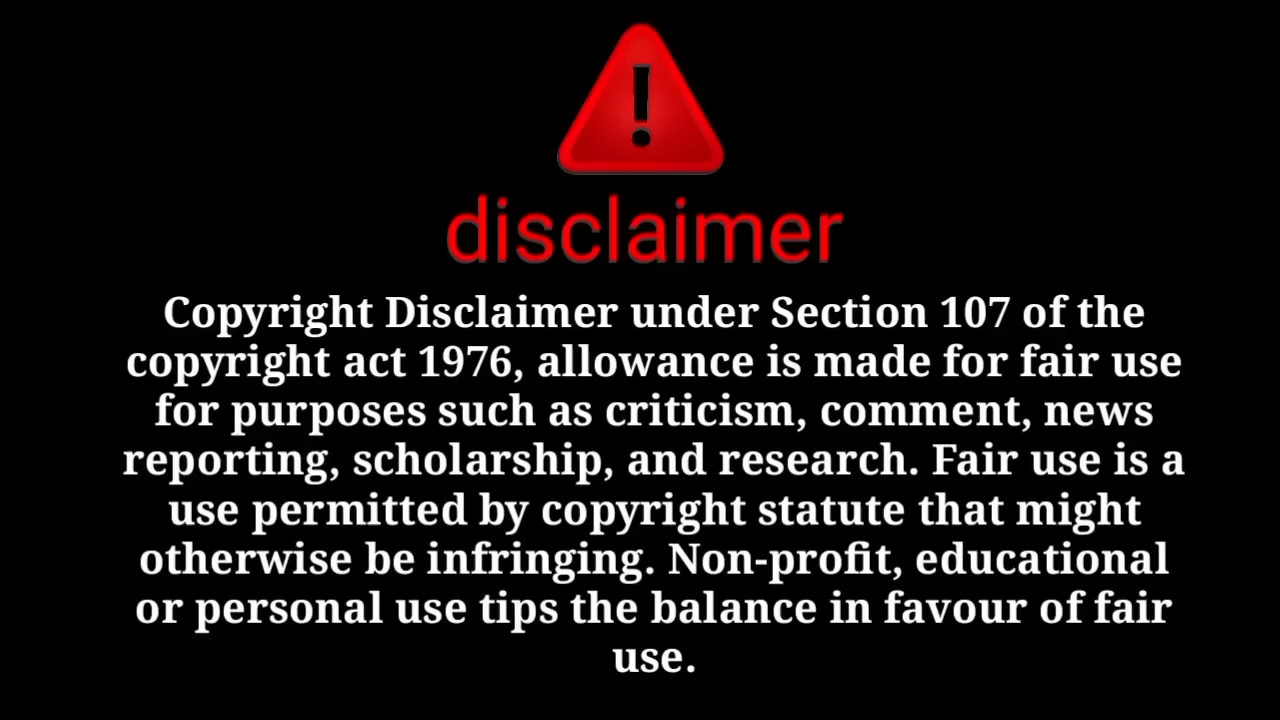 !
disclaimer
Copyright Disclaimer under Section 107 of the
copyright act 1976, allowance is made for fair use
for purposes such as criticism, comment, news
reporting, scholarship, and research. Fair use is a
use permitted by copyright statute that might
otherwise be infringing. Non-profit, educational
or personal use tips the balance in favour of fair
use.